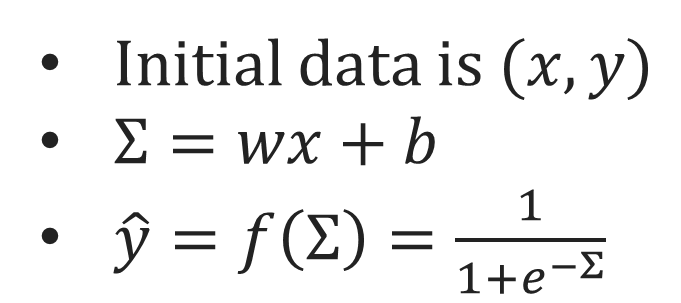 • Initial data is (x, y)
• Σ = wx + b
• ŷ = f(Σ) = 1 / 1+e^−Σ